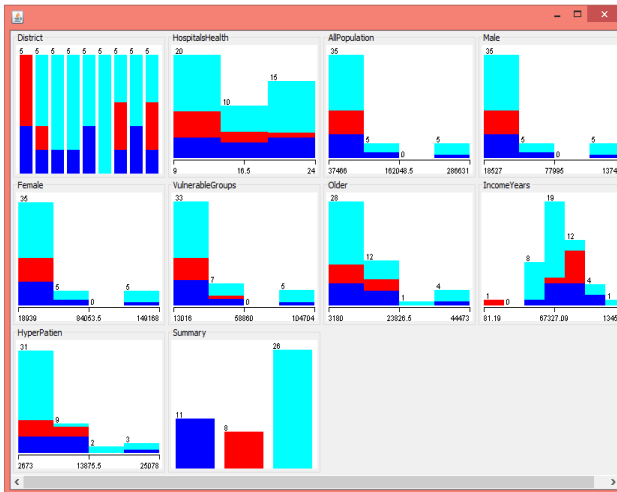 District
5 5 5 5 5 5 5 5 5
HospitalsHealth
20
10
15
9 16.5 24
AllPopulation
35
5
0
5
37466 162048.5 286631
Male
35
5
0
5
18527 77995 1374
Female
35
5
0
5
18939 84053.5 149168
VulnerableGroups
33
7
0
5
13016 58860 104704
Older
28
12
1
4
3180 23826.5 44473
IncomeYears
1
0
8
19
12
4
1
81.19 67327.09 1345
HyperPatien
31
9
2
3
2673 13875.5 25078
Summary
11
8
26